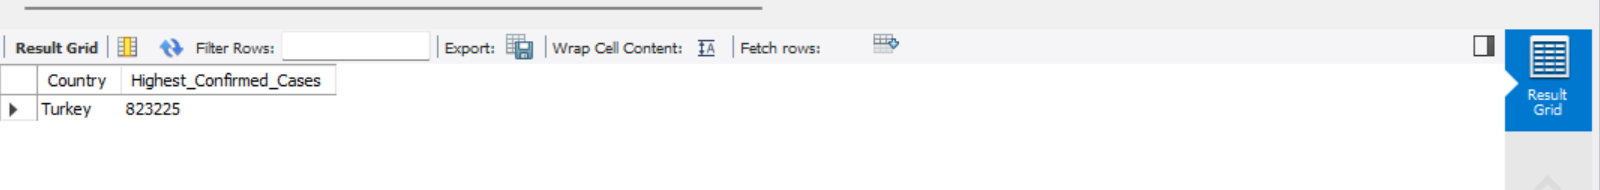 Result Grid Filter Rows: Export: Wrap Cell Content: Fetch rows:
Country Highest_Confirmed_Cases
Turkey 823225
Result
Grid